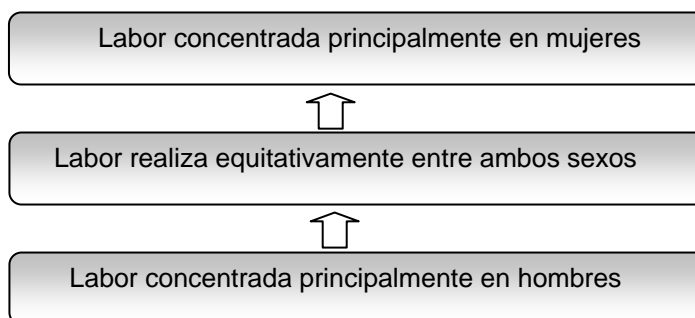 Labor concentrada principalmente en mujeres
Labor realiza equitativamente entre ambos sexos
Labor concentrada principalmente en hombres